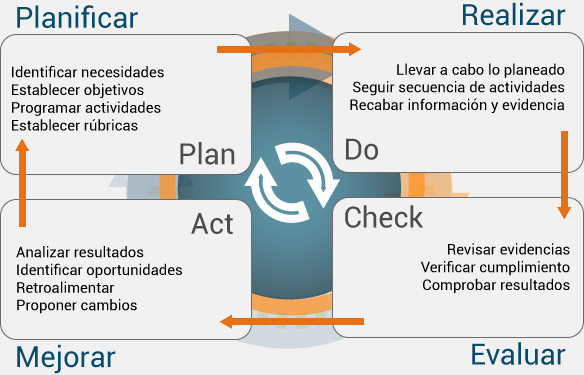 Planificar
Identificar necesidades
Establecer objetivos
Programar actividades
Establecer rúbricas
Plan
Realizar
Llevar a cabo lo planeado
Seguir secuencia de actividades
Recabar información y evidencia
Do
Act
Analizar resultados
Identificar oportunidades
Retroalimentar
Proponer cambios
Mejorar
Check
Revisar evidencias
Verificar cumplimiento
Comprobar resultados
Evaluar